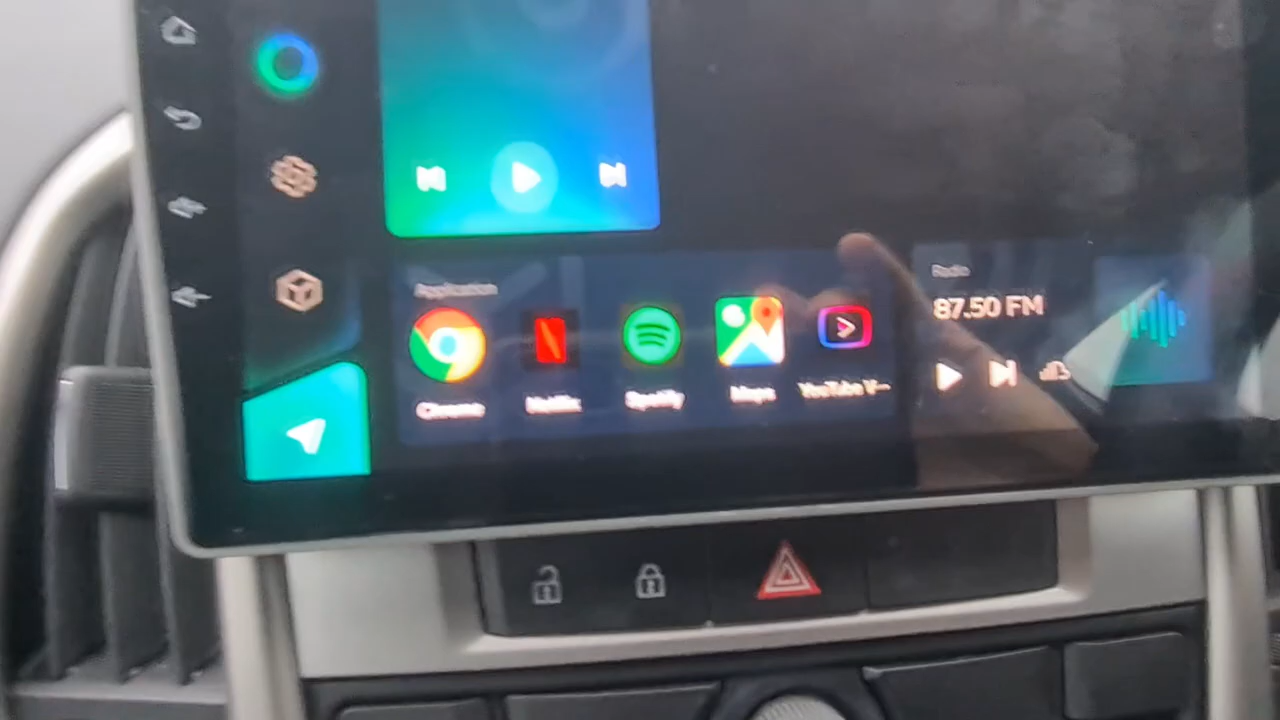 Application
Chrome
Netflix
Spotify
Maps
YouTube V...
Radio
87.50 FM